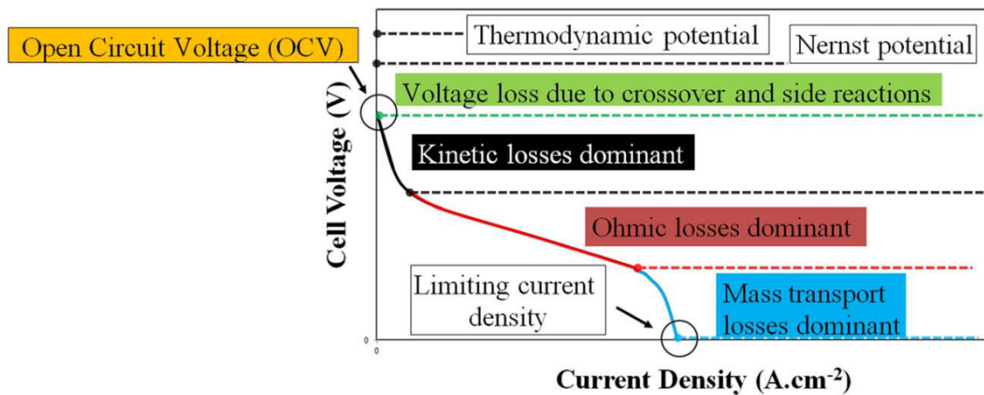 Thermodynamic potential
Nernst potential
Open Circuit Voltage (OCV)
Voltage loss due to crossover and side reactions
Kinetic losses dominant
Cell Voltage (V)
Ohmic losses dominant
Limiting current
density
Mass transport
losses dominant
0
0
Current Density (A.cm⁻²)